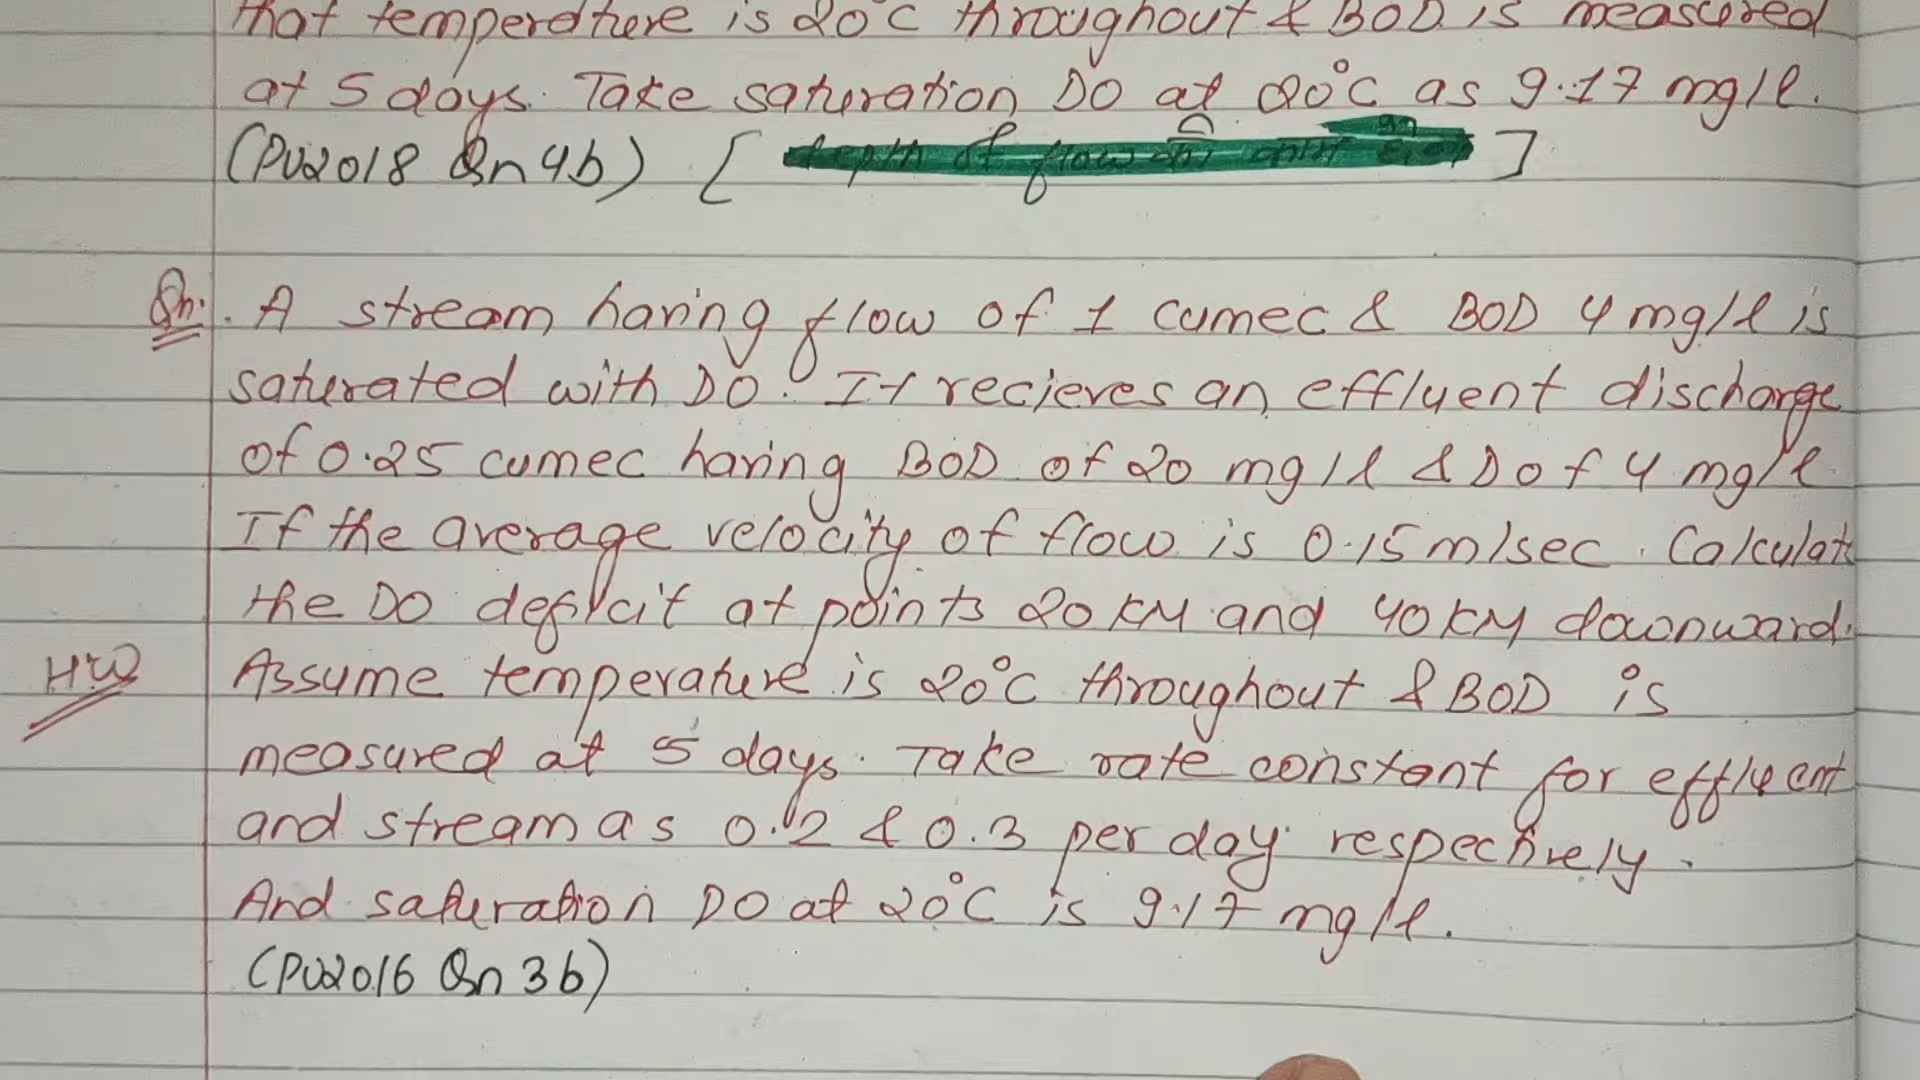 that temperature is 20°C throughout & BOD is measured
at 5 days. Take saturation DO at 20°C as 9.17 mg/l.
(PU2018 Qn 4b) [ depth of flow ]
Qn. A stream having flow of 1 cumec & BOD 4 mg/l is
saturated with DO. It recieves an effluent discharge
of 0.25 cumec having BOD of 20 mg/l & DO f 4 mg/l.
If the average velocity of flow is 0.15 m/sec. Calculate
the DO deficit at points 20 KM and 40 KM downward.
HW Assume temperature is 20°C throughout & BOD is
measured at 5 days. Take rate constant for effluent
and stream as 0.2 & 0.3 per day respectively.
And saturation DO at 20°C is 9.17 mg/l.
(PU2016 Qn 3b)